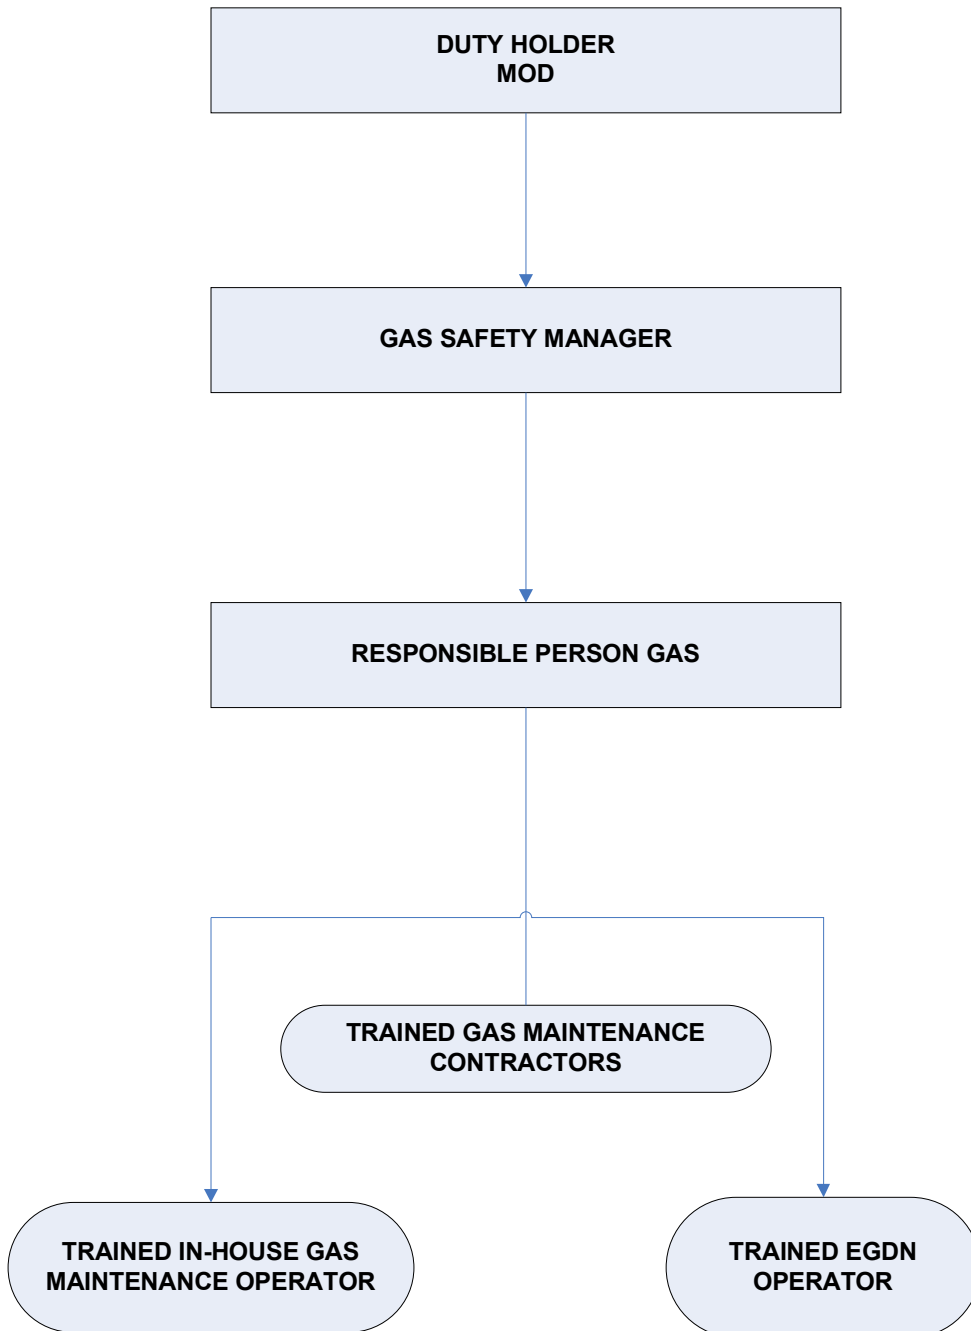 DUTY HOLDER
MOD
GAS SAFETY MANAGER
RESPONSIBLE PERSON GAS
TRAINED GAS MAINTENANCE
CONTRACTORS
TRAINED IN-HOUSE GAS
MAINTENANCE OPERATOR
TRAINED EGDN
OPERATOR